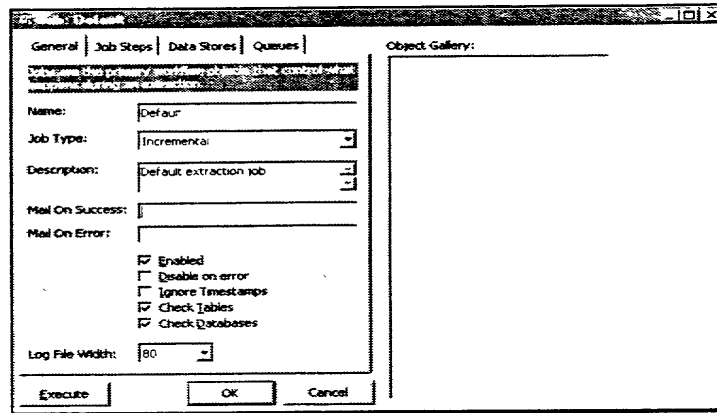 General Job Steps Data Stores Queues
Object Gallery:
Name: Defaur
Job Type: Incremental
Description: Default extraction job
Mail On Success:
Mail On Error:
Enabled
Disable on error
Ignore Timestamps
Check Tables
Check Databases
Log File Width: 80
Execute OK Cancel